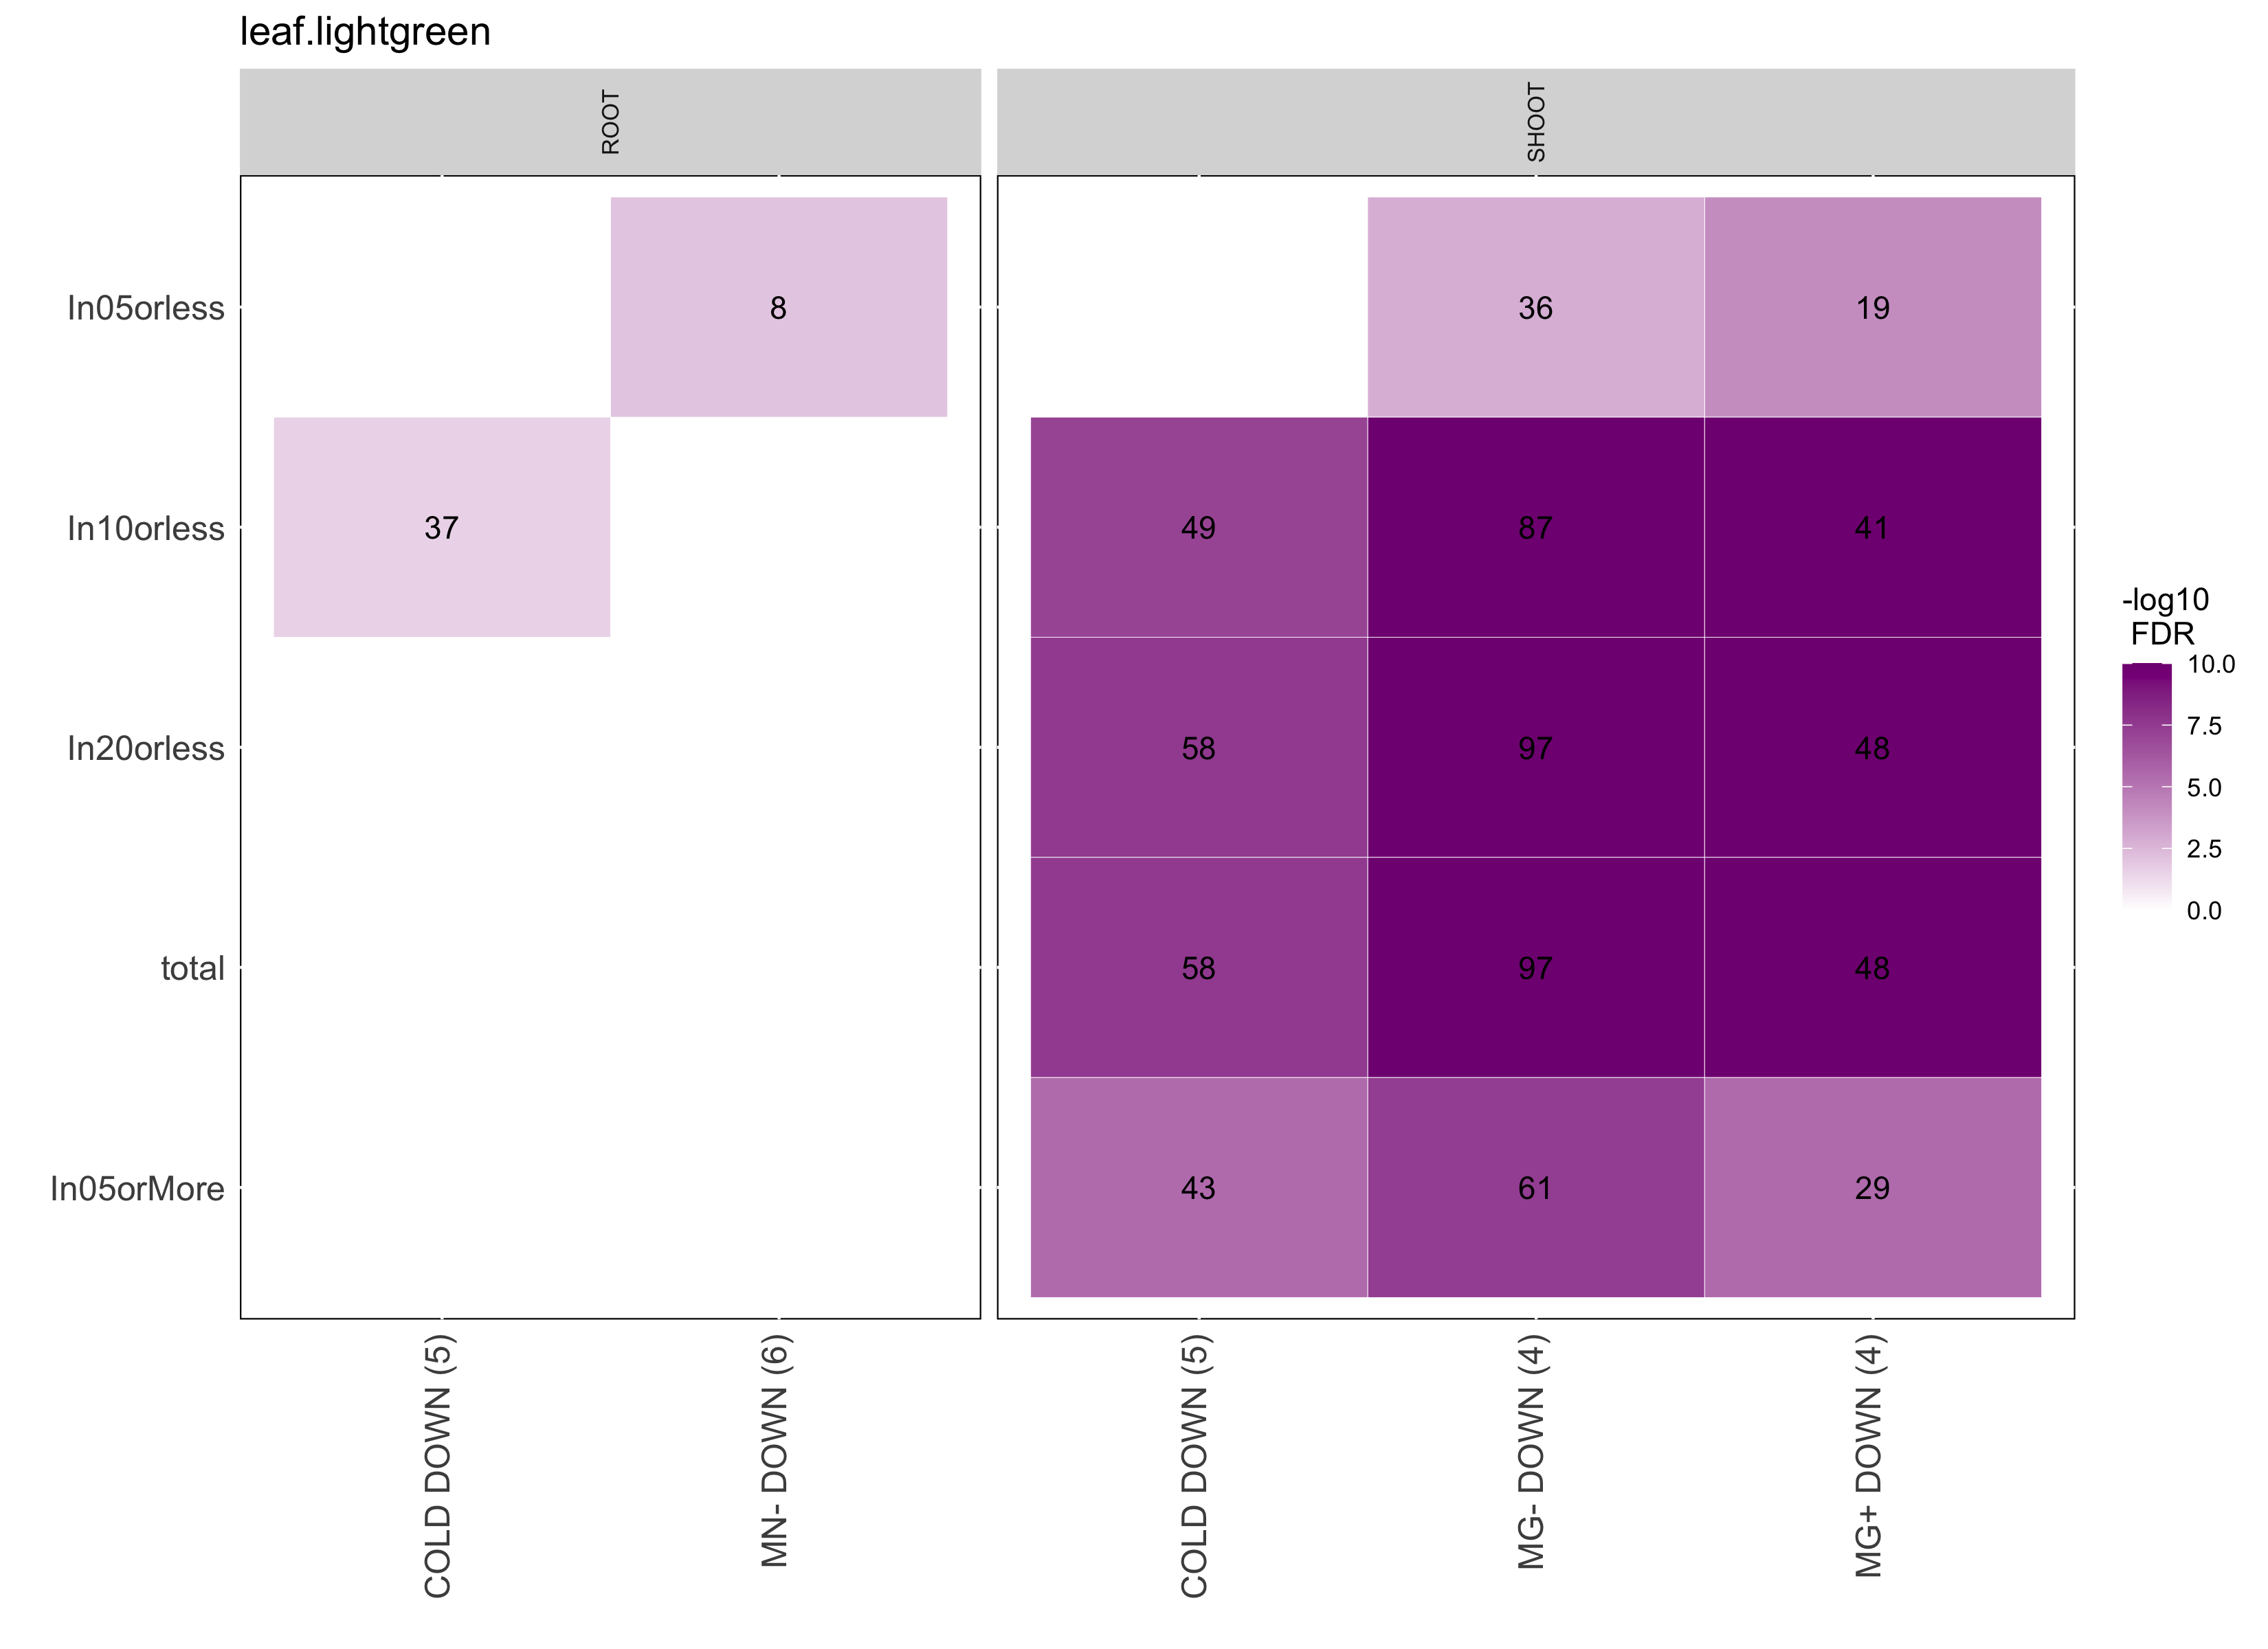 leaf.lightgreen
ROOT
SHOOT
In05orless
8
36
19
In10orless
37
49
87
41
In20orless
58
97
48
total
58
97
48
In05orMore
43
61
29
COLD DOWN (5)
MN- DOWN (6)
COLD DOWN (5)
MG- DOWN (4)
MG+ DOWN (4)
-log10
FDR
10.0
7.5
5.0
2.5
0.0